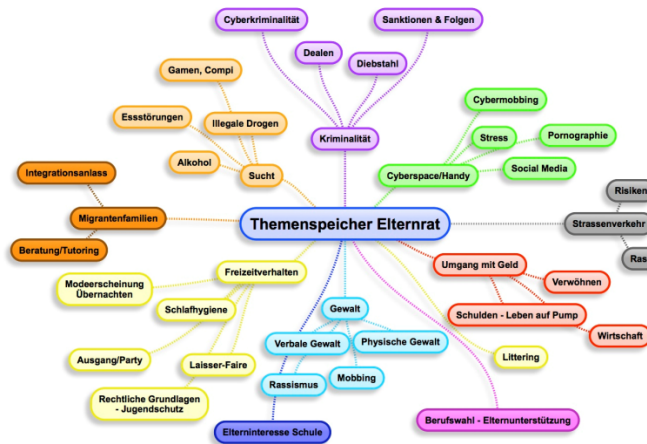 Cyberkriminalität
Sanktionen & Folgen
Dealen
Diebstahl
Kriminalität
Gamen, Compi
Essstörungen
Illegale Drogen
Alkohol
Sucht
Cybermobbing
Stress
Pornographie
Social Media
Cyberspace/Handy
Integrationsanlass
Migrantenfamilien
Beratung/Tutoring
Themenspeicher Elternrat
Risiken
Strassenverkehr
Ras
Freizeitverhalten
Modeerscheinung
Übernachten
Schlafhygiene
Ausgang/Party
Laisser-Faire
Rechtliche Grundlagen
- Jugendschutz
Gewalt
Verbale Gewalt
Physische Gewalt
Rassismus
Mobbing
Umgang mit Geld
Verwöhnen
Schulden - Leben auf Pump
Wirtschaft
Littering
Elterninteresse Schule
Berufswahl - Elternunterstützung